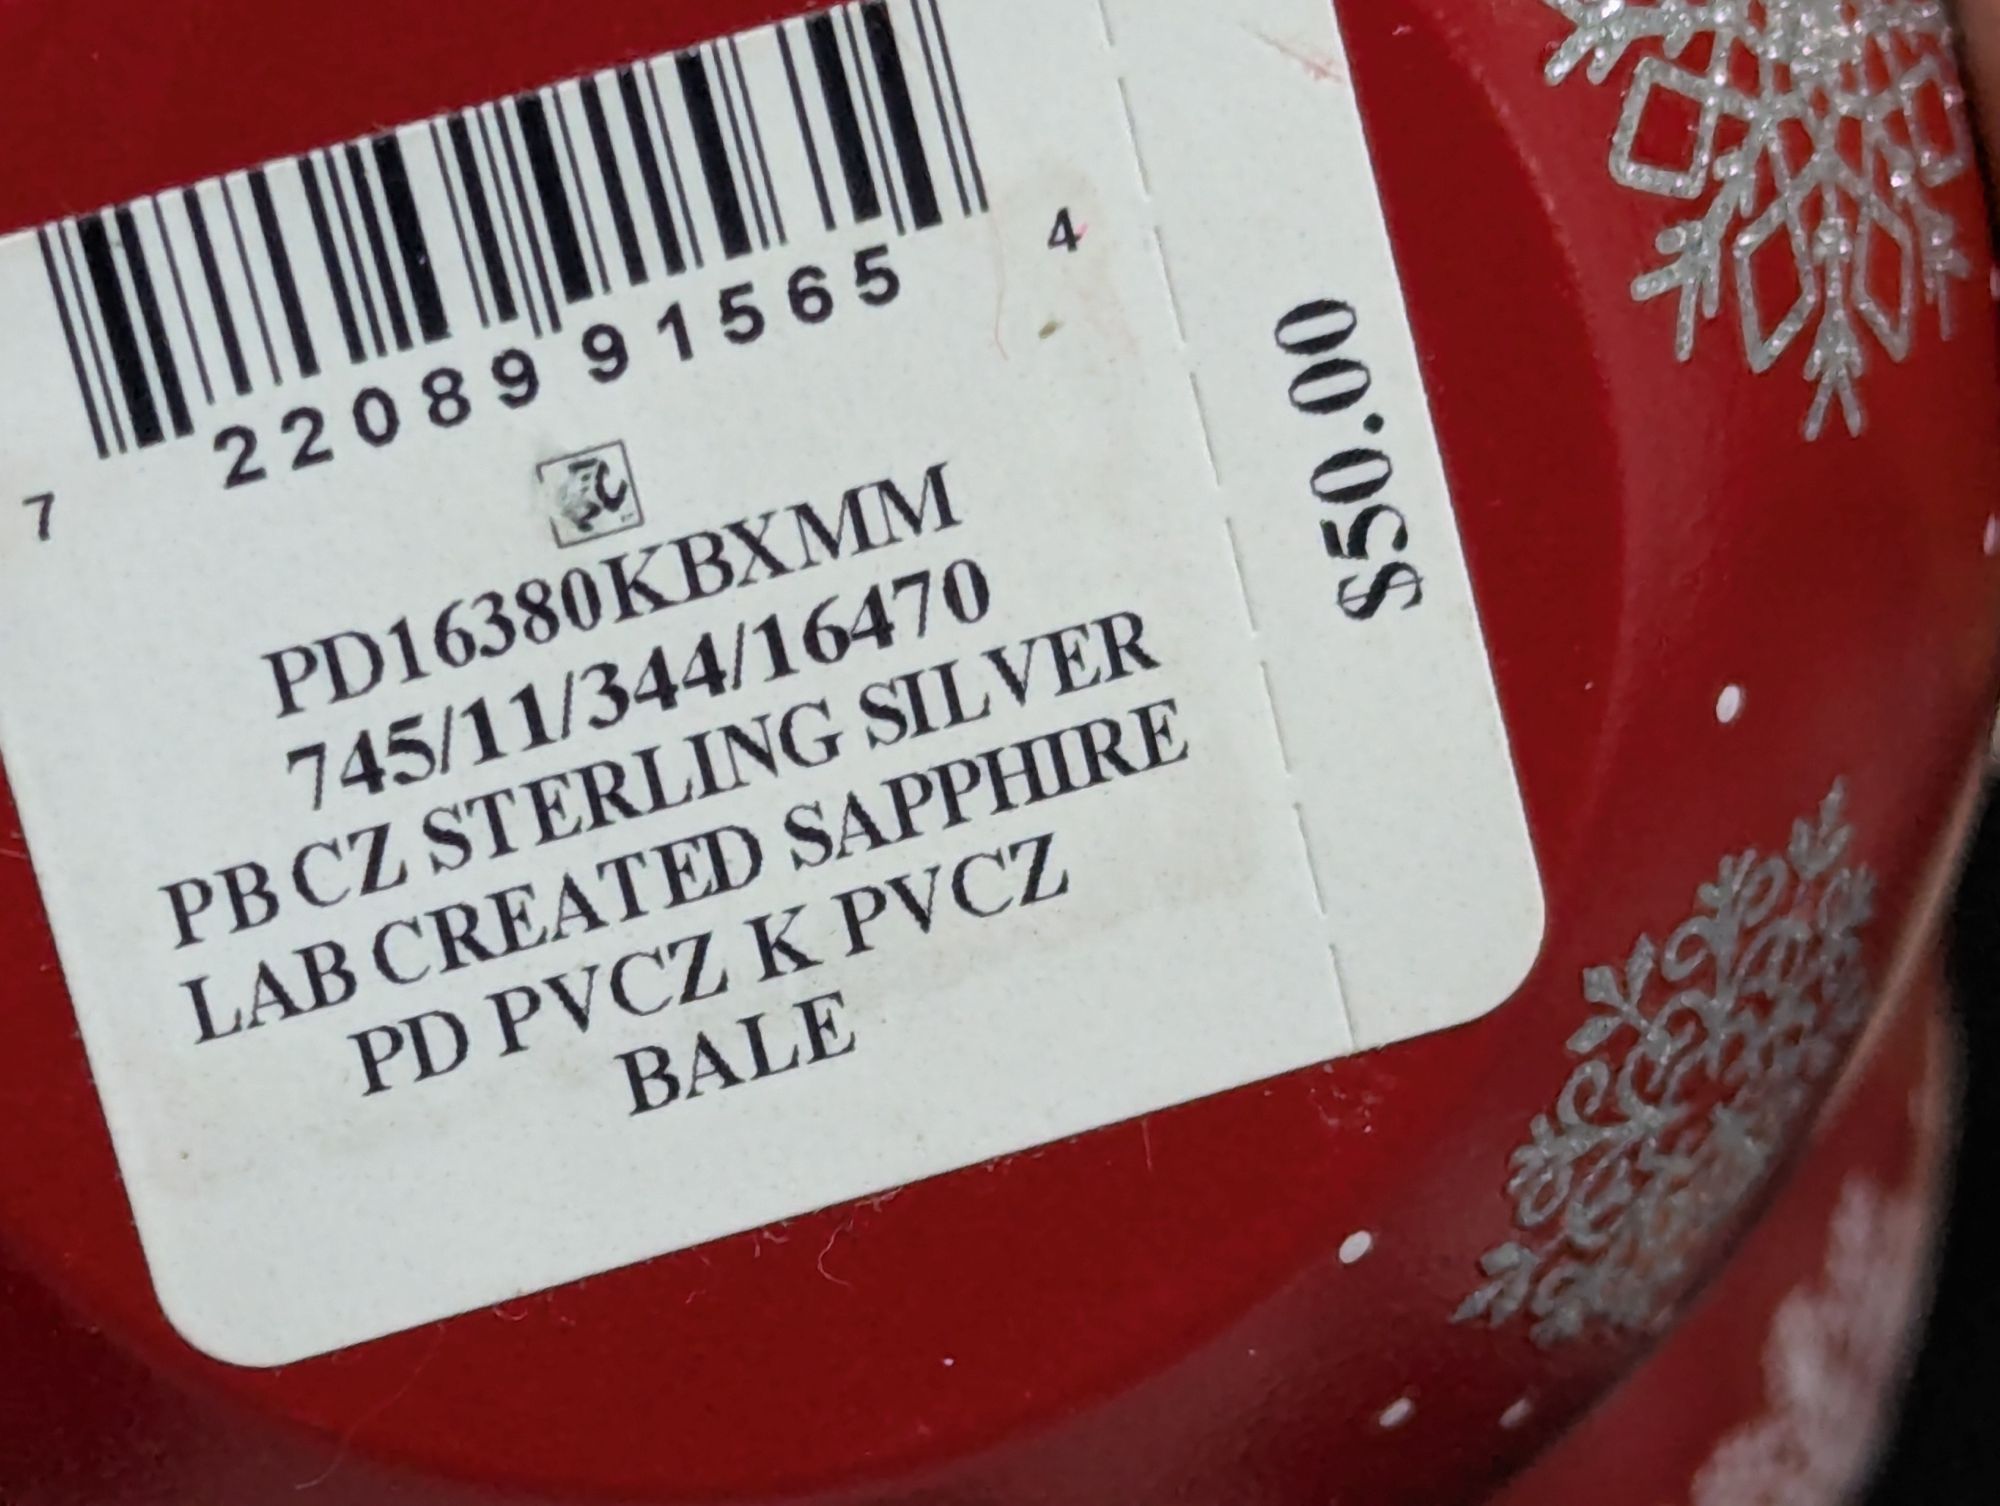 7 22089 91565 4
PD16380KBXMM
745/11/344/16470
PB CZ STERLING SILVER
LAB CREATED SAPPHIRE
PD PVCZ K PVCZ
BALE
$50.00